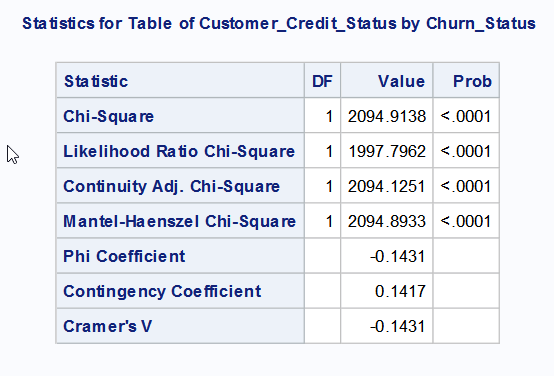 Statistics for Table of Customer_Credit_Status by Churn_Status
Statistic DF Value Prob
Chi-Square 1 2094.9138 <.0001
Likelihood Ratio Chi-Square 1 1997.7962 <.0001
Continuity Adj. Chi-Square 1 2094.1251 <.0001
Mantel-Haenszel Chi-Square 1 2094.8933 <.0001
Phi Coefficient -0.1431
Contingency Coefficient 0.1417
Cramer's V -0.1431